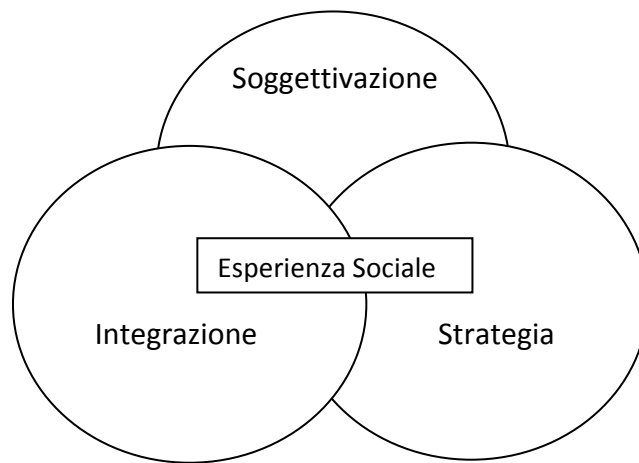 Soggettivazione
Esperienza Sociale
Integrazione
Strategia